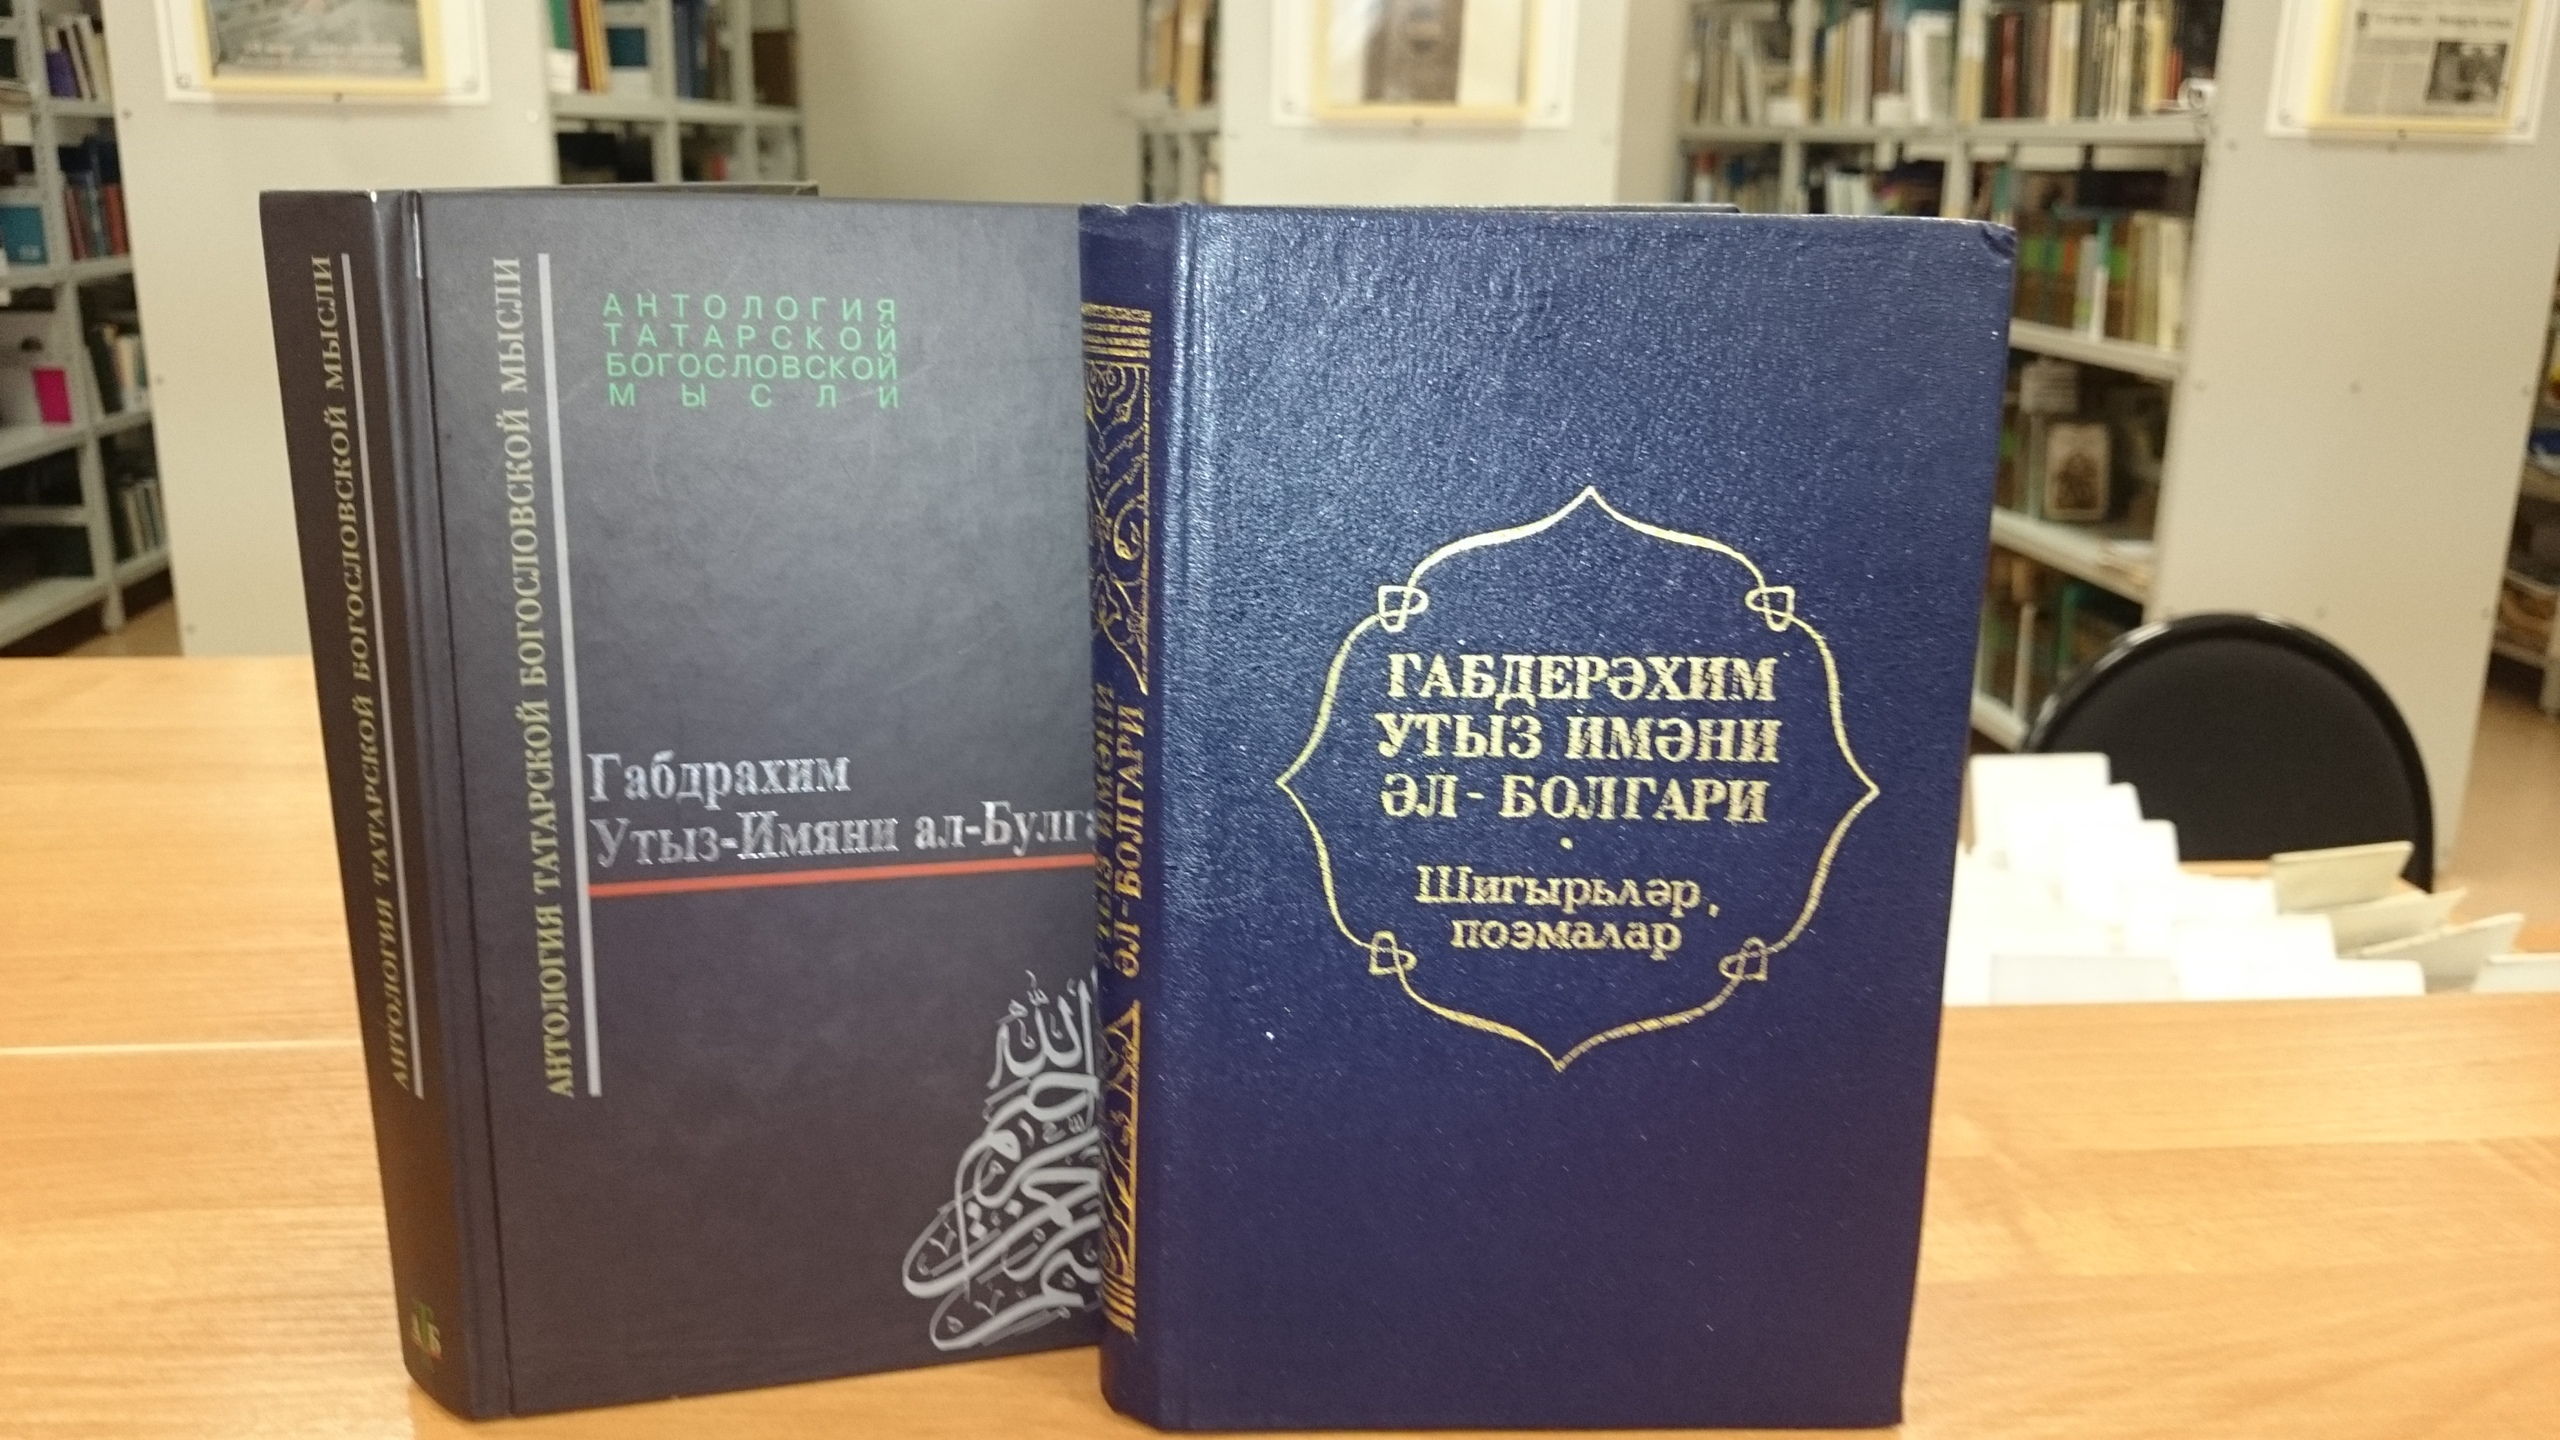 АНТОЛОГИЯ ТАТАРСКОЙ БОГОСЛОВСКОЙ МЫСЛИ
АТБ
АНТОЛОГИЯ ТАТАРСКОЙ БОГОСЛОВСКОЙ МЫСЛИ
АНТОЛОГИЯ
ТАТАРСКОЙ
БОГОСЛОВСКОЙ
МЫСЛИ
Габдрахим
Утыз-Имяни ал-Булга
УТЫЗ ИМӘНИ
ӘЛ-БОЛГАРИ
ГАБДЕРӘХИМ
УТЫЗ ИМӘНИ
ӘЛ-БОЛГАРИ
Шигырьләр,
поэмалар